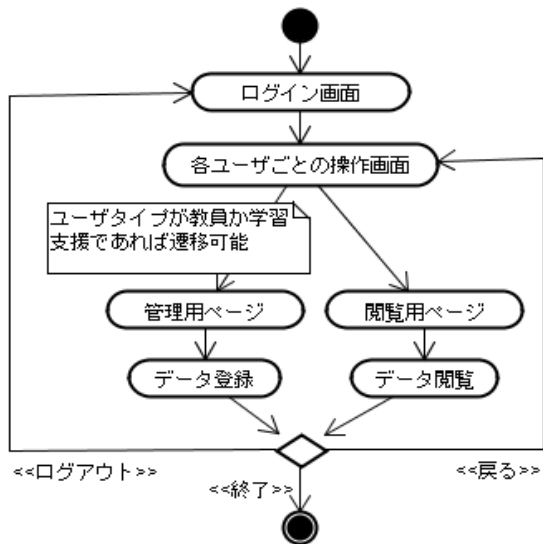 ログイン画面
各ユーザごとの操作画面
ユーザタイプが教員か学習
支援であれば遷移可能
管理用ページ
閲覧用ページ
データ登録
データ閲覧
<<ログアウト>>
<<終了>>
<<戻る>>